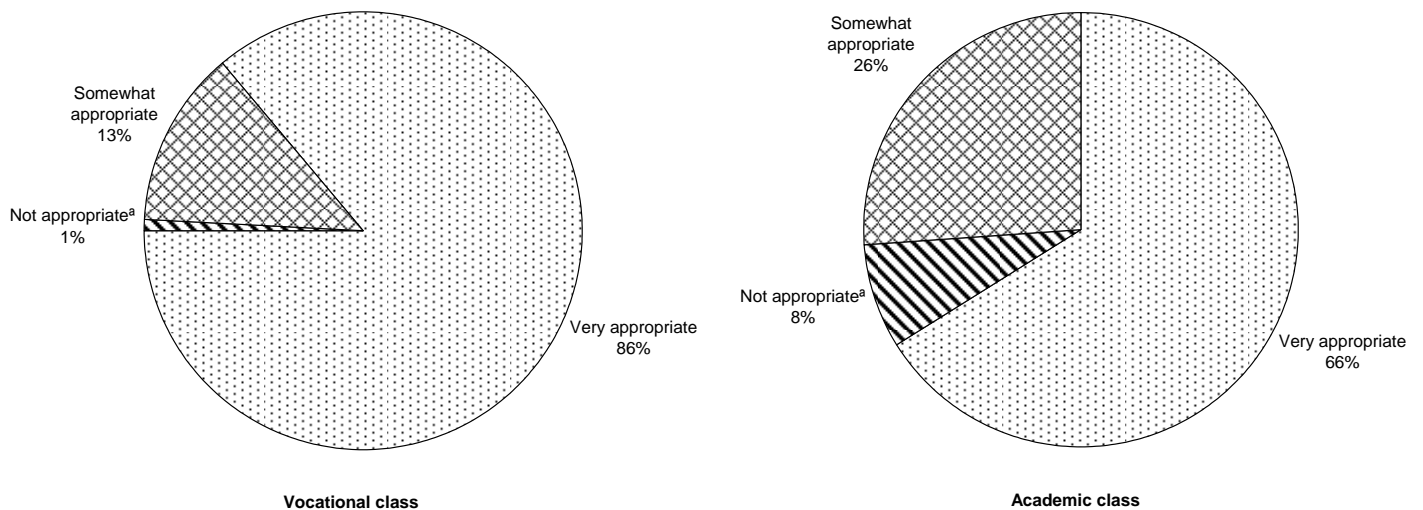 Somewhat
appropriate
13%
Not appropriateᵃ
1%
Very appropriate
86%
Vocational class
Somewhat
appropriate
26%
Not appropriateᵃ
8%
Very appropriate
66%
Academic class